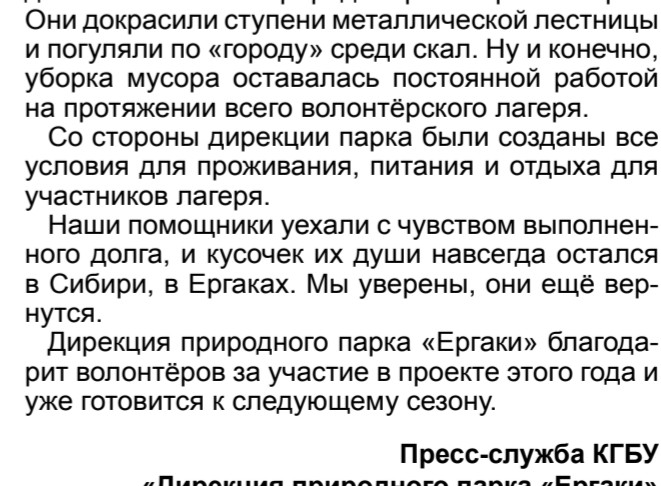 Они докрасили ступени металлической лестницы
и погуляли по «городу» среди скал. Ну и конечно,
уборка мусора оставалась постоянной работой
на протяжении всего волонтёрского лагеря.
Со стороны дирекции парка были созданы все
условия для проживания, питания и отдыха для
участников лагеря.
Наши помощники уехали с чувством выполнен-
ного долга, и кусочек их души навсегда остался
в Сибири, в Ергаках. Мы уверены, они ещё вер-
нутся.
Дирекция природного парка «Ергаки» благода-
рит волонтёров за участие в проекте этого года и
уже готовится к следующему сезону.
Пресс-служба КГБУ
«Дирекция природного парка «Ергаки»